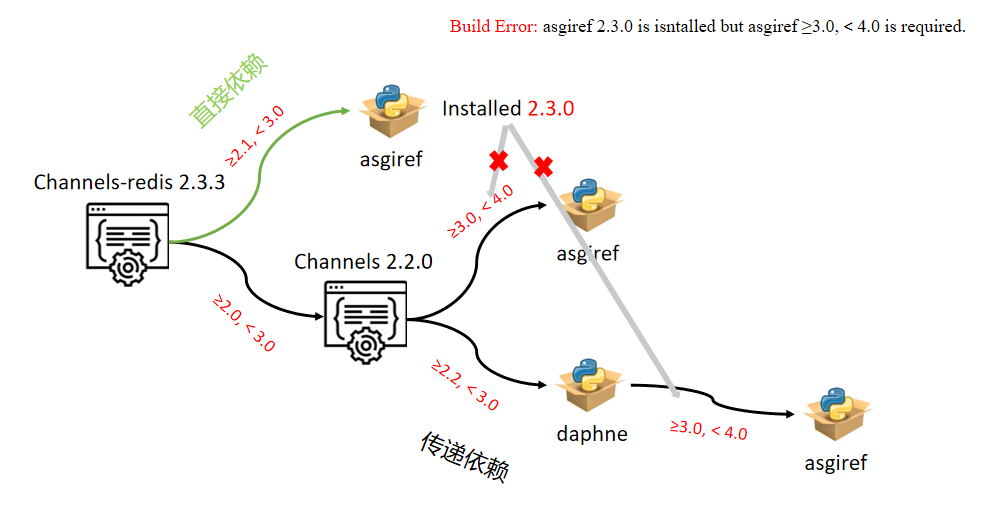 Build Error: asgiref 2.3.0 is isntalled but asgiref ≥3.0, < 4.0 is required.
直接依赖
≥2.1, < 3.0
Installed 2.3.0
asgiref
Channels-redis 2.3.3
≥3.0, < 4.0
asgiref
Channels 2.2.0
≥2.0, < 3.0
≥2.2, < 3.0
daphne
≥3.0, < 4.0
传递依赖
asgiref